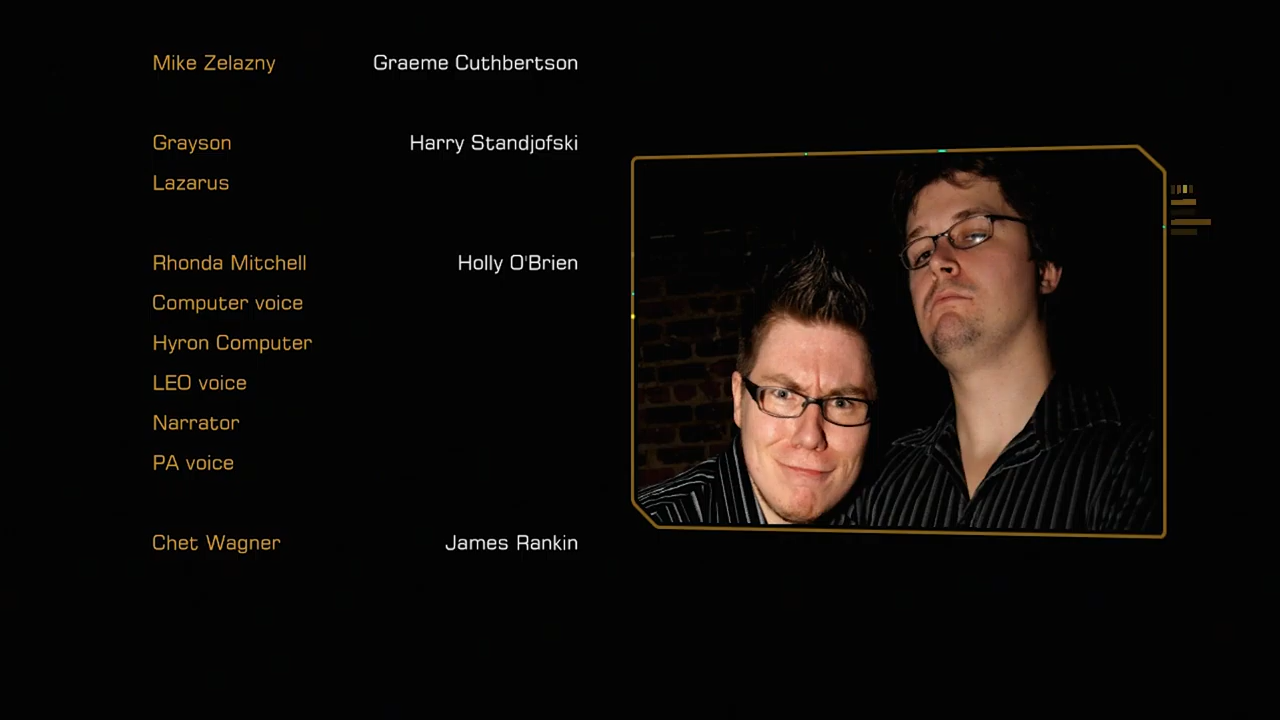 Mike Zelazny Graeme Cuthbertson
Grayson Harry Standjofski
Lazarus
Rhonda Mitchell Holly O'Brien
Computer voice
Hyron Computer
LEO voice
Narrator
PA voice
Chet Wagner James Rankin